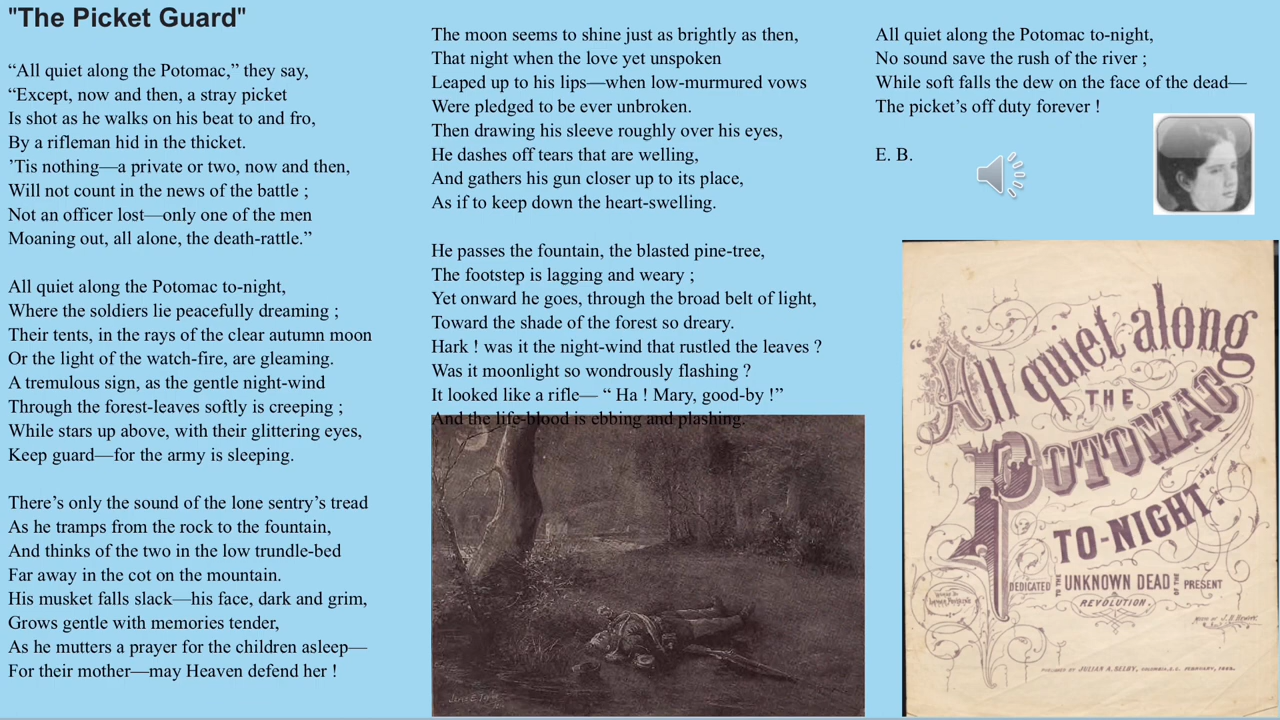 "The Picket Guard"
“All quiet along the Potomac,” they say,
“Except, now and then, a stray picket
Is shot as he walks on his beat to and fro,
By a rifleman hid in the thicket.
’Tis nothing—a private or two, now and then,
Will not count in the news of the battle ;
Not an officer lost—only one of the men
Moaning out, all alone, the death-rattle.”
All quiet along the Potomac to-night,
Where the soldiers lie peacefully dreaming ;
Their tents, in the rays of the clear autumn moon
Or the light of the watch-fire, are gleaming.
A tremulous sign, as the gentle night-wind
Through the forest-leaves softly is creeping ;
While stars up above, with their glittering eyes,
Keep guard—for the army is sleeping.
There’s only the sound of the lone sentry’s tread
As he tramps from the rock to the fountain,
And thinks of the two in the low trundle-bed
Far away in the cot on the mountain.
His musket falls slack—his face, dark and grim,
Grows gentle with memories tender,
As he mutters a prayer for the children asleep—
For their mother—may Heaven defend her !
The moon seems to shine just as brightly as then,
That night when the love yet unspoken
Leaped up to his lips—when low-murmured vows
Were pledged to be ever unbroken.
Then drawing his sleeve roughly over his eyes,
He dashes off tears that are welling,
And gathers his gun closer up to its place,
As if to keep down the heart-swelling.
He passes the fountain, the blasted pine-tree,
The footstep is lagging and weary ;
Yet onward he goes, through the broad belt of light,
Toward the shade of the forest so dreary.
Hark ! was it the night-wind that rustled the leaves ?
Was it moonlight so wondrously flashing ?
It looked like a rifle— “ Ha ! Mary, good-by !”
And the life-blood is ebbing and plashing.
All quiet along the Potomac to-night,
No sound save the rush of the river ;
While soft falls the dew on the face of the dead—
The picket’s off duty forever !
E. B.
“All quiet along
THE
POTOMAC
TO-NIGHT.”
DEDICATED TO THE UNKNOWN DEAD OF THE PRESENT
REVOLUTION.
PUBLISHED BY JULIAN A. SELBY, COLUMBIA, S.C.